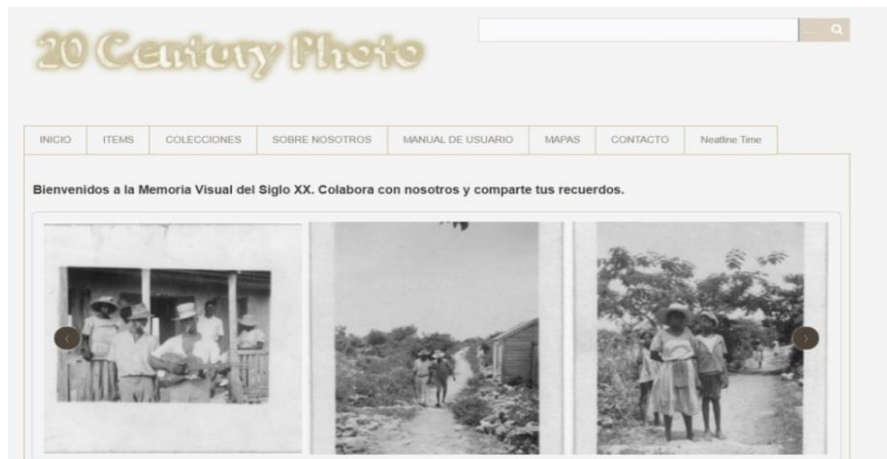 20 Century Photo
...
INICIO
ITEMS
COLECCIONES
SOBRE NOSOTROS
MANUAL DE USUARIO
MAPAS
CONTACTO
Neatline Time
Bienvenidos a la Memoria Visual del Siglo XX. Colabora con nosotros y comparte tus recuerdos.